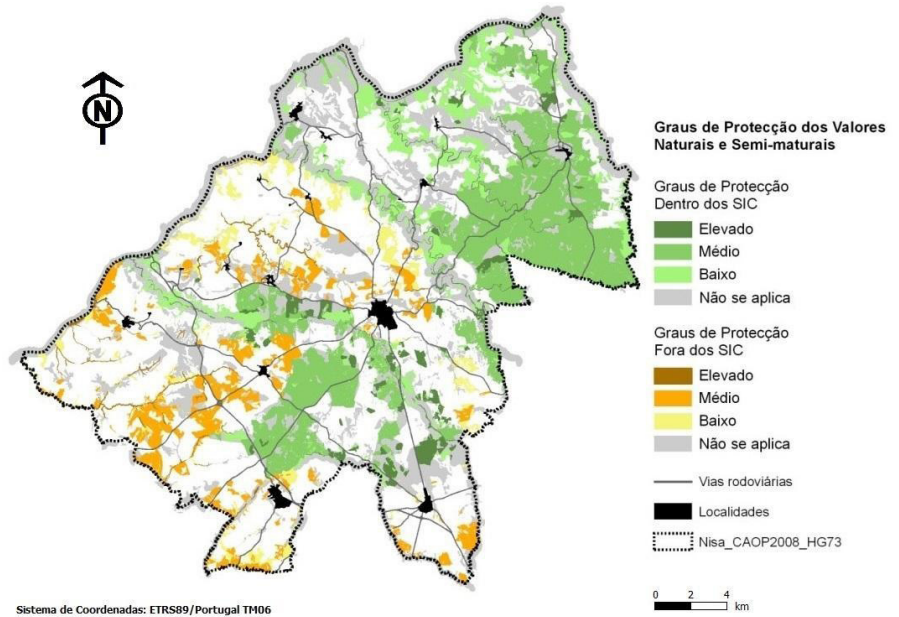 N
Graus de Protecção dos Valores
Naturais e Semi-maturais
Graus de Protecção
Dentro dos SIC
Elevado
Médio
Baixo
Não se aplica
Graus de Protecção
Fora dos SIC
Elevado
Médio
Baixo
Não se aplica
Vias rodoviárias
Localidades
Nisa_CAOP2008_HG73
0 2 4
km
Sistema de Coordenadas: ETRS89/Portugal TM06